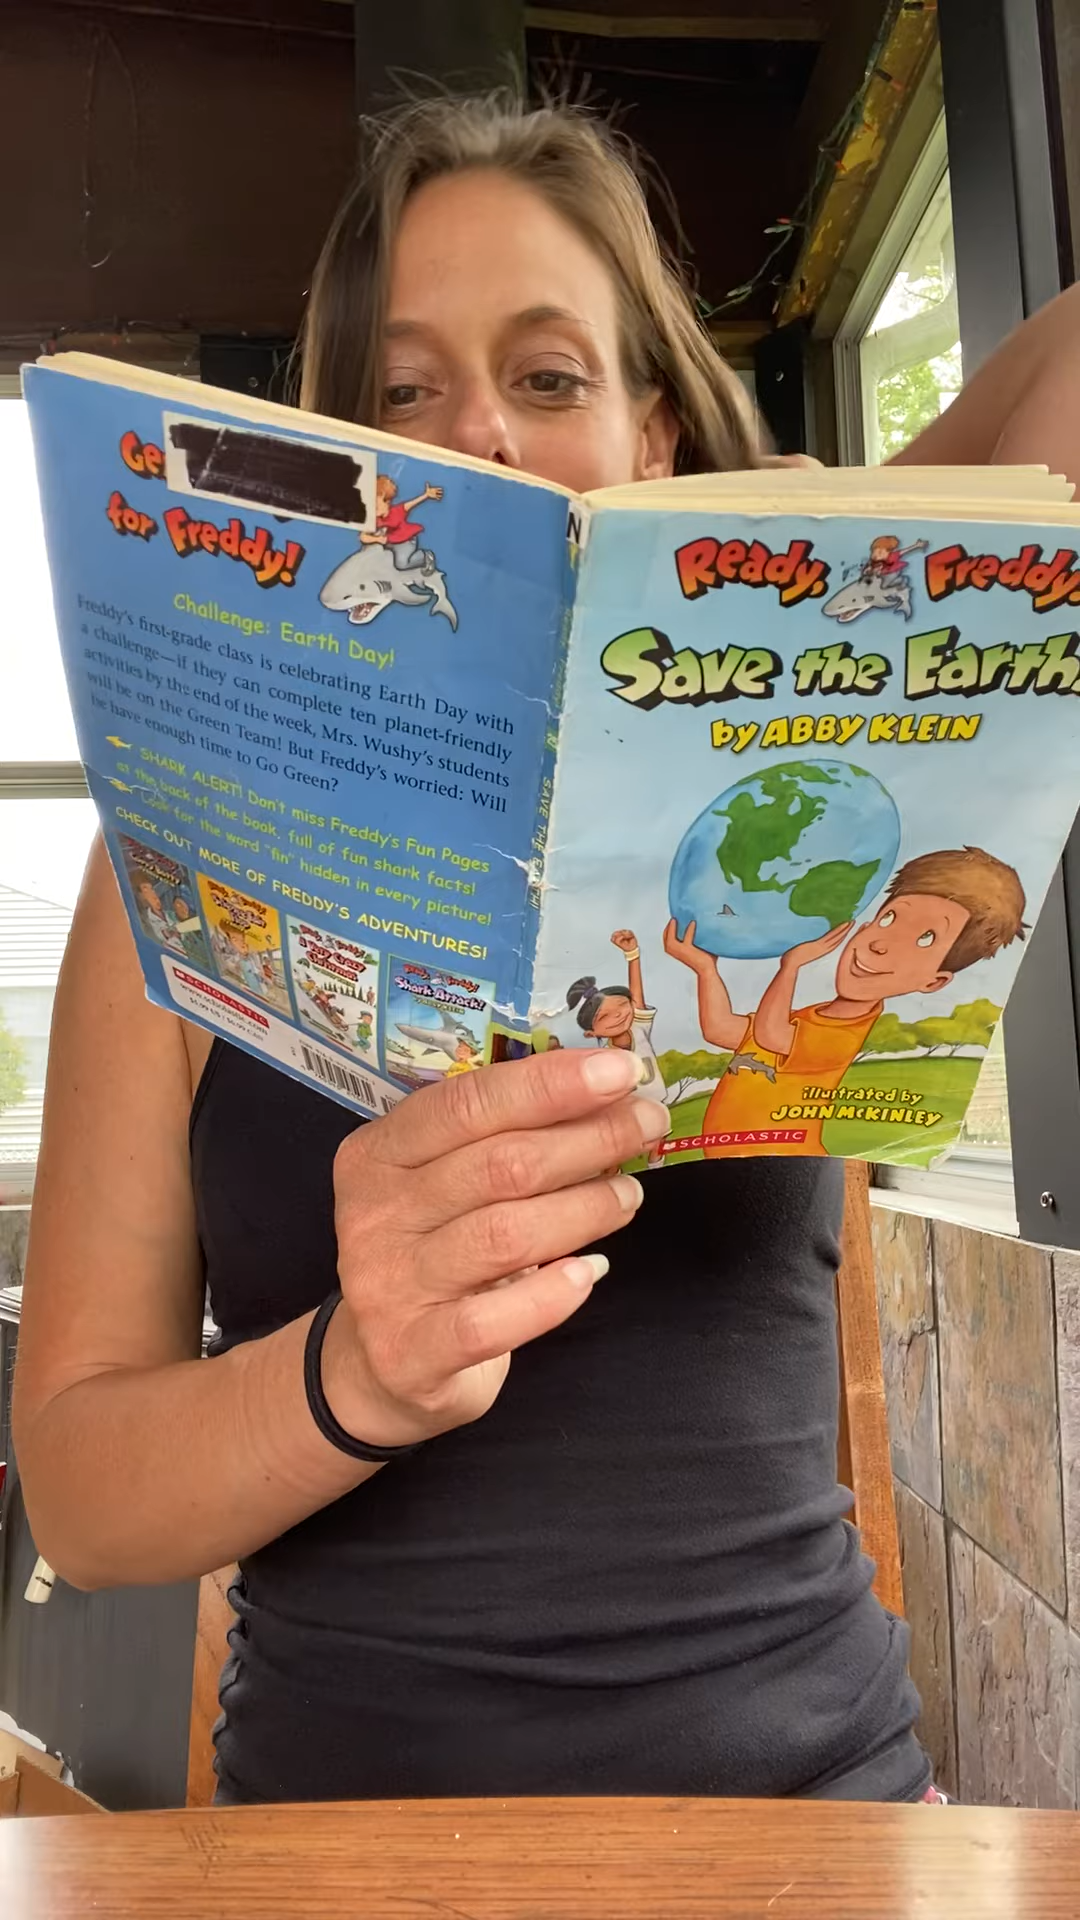 Ge
for Freddy!
Challenge: Earth Day!
Freddy's first-grade class is celebrating Earth Day with
a challenge—if they can complete ten planet-friendly
activities by the end of the week, Mrs. Wushy's students
will be on the Green Team! But Freddy's worried: Will
he have enough time to Go Green?
SHARK ALERT! Don't miss Freddy's Fun Pages
at the back of the book, full of fun shark facts!
Look for the word "fin" hidden in every picture!
CHECK OUT MORE OF FREDDY'S ADVENTURES!
Shark Attack!
SCHOLASTIC
www.scholastic.com
N
SAVE THE EARTH!
Ready, Freddy!
Save the Earth!
by ABBY KLEIN
illustrated by
JOHN McKINLEY
SCHOLASTIC